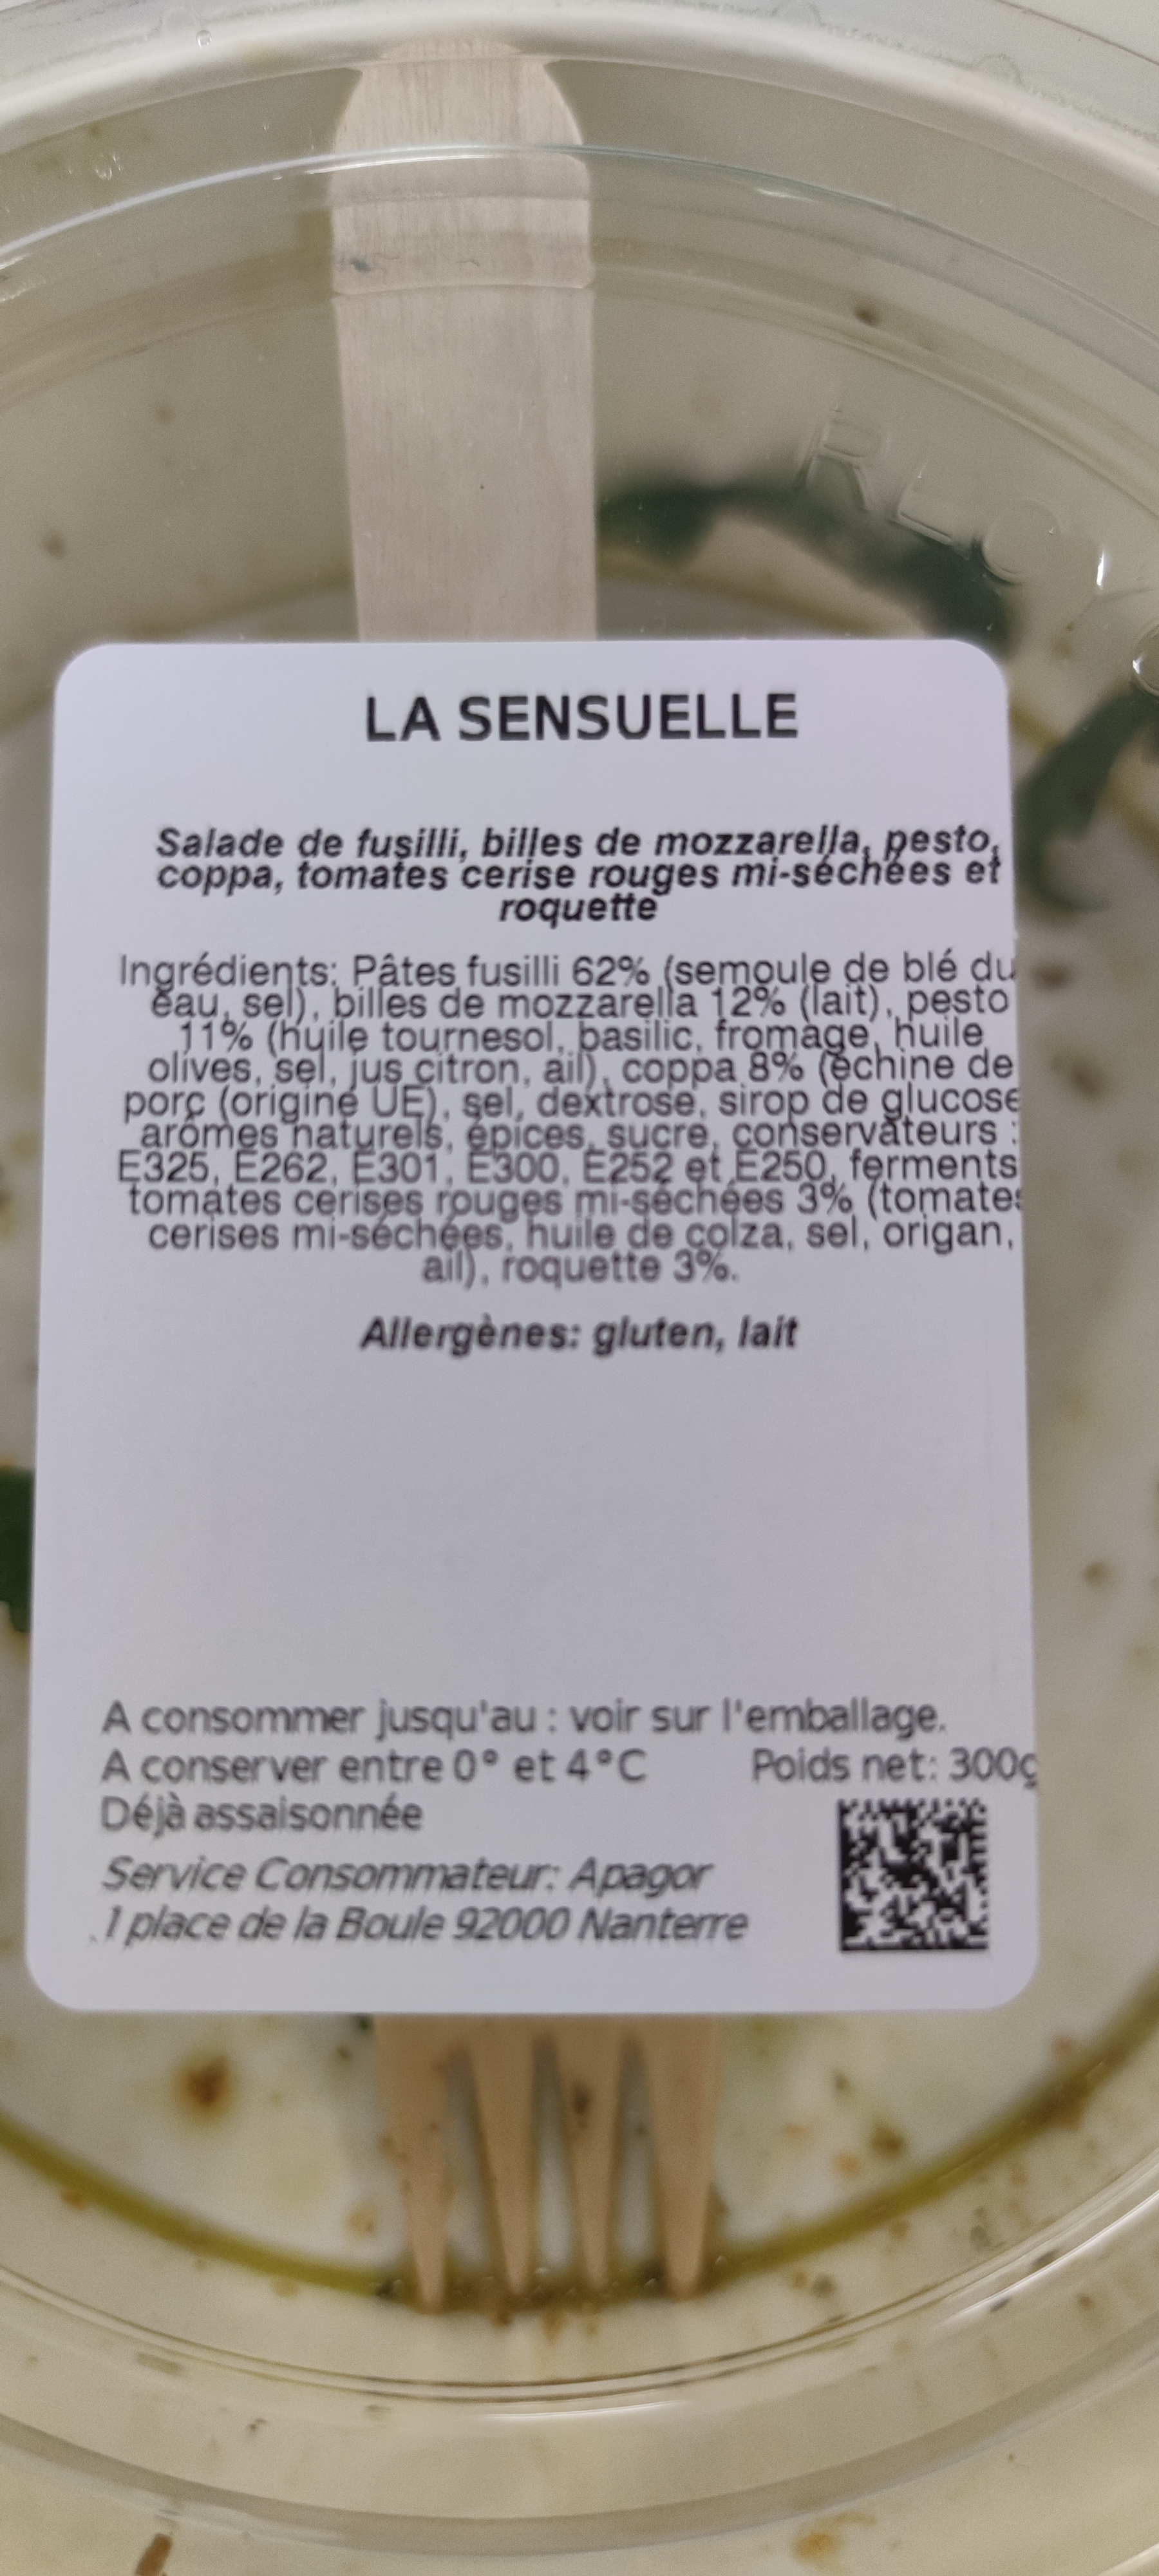 RECY
LA SENSUELLE
Salade de fusilli, billes de mozzarella, pesto,
coppa, tomates cerise rouges mi-séchées et
roquette
Ingrédients: Pâtes fusilli 62% (semoule de blé du
eau, sel), billes de mozzarella 12% (lait), pesto
11% (huile tournesol, basilic, fromage, huile
olives, sel, jus citron, ail), coppa 8% (échine de
porc (origine UE), sel, dextrose, sirop de glucose
arômes naturels, épices, sucre, conservateurs :
E325, E262, E301, E300, E252 et E250, ferments
tomates cerises rouges mi-séchées 3% (tomates
cerises mi-séchées, huile de colza, sel, origan,
ail), roquette 3%.
Allergènes: gluten, lait
A consommer jusqu'au : voir sur l'emballage.
A conserver entre 0° et 4°C Poids net: 300g
Déjà assaisonnée
Service Consommateur: Apagor
1 place de la Boule 92000 Nanterre